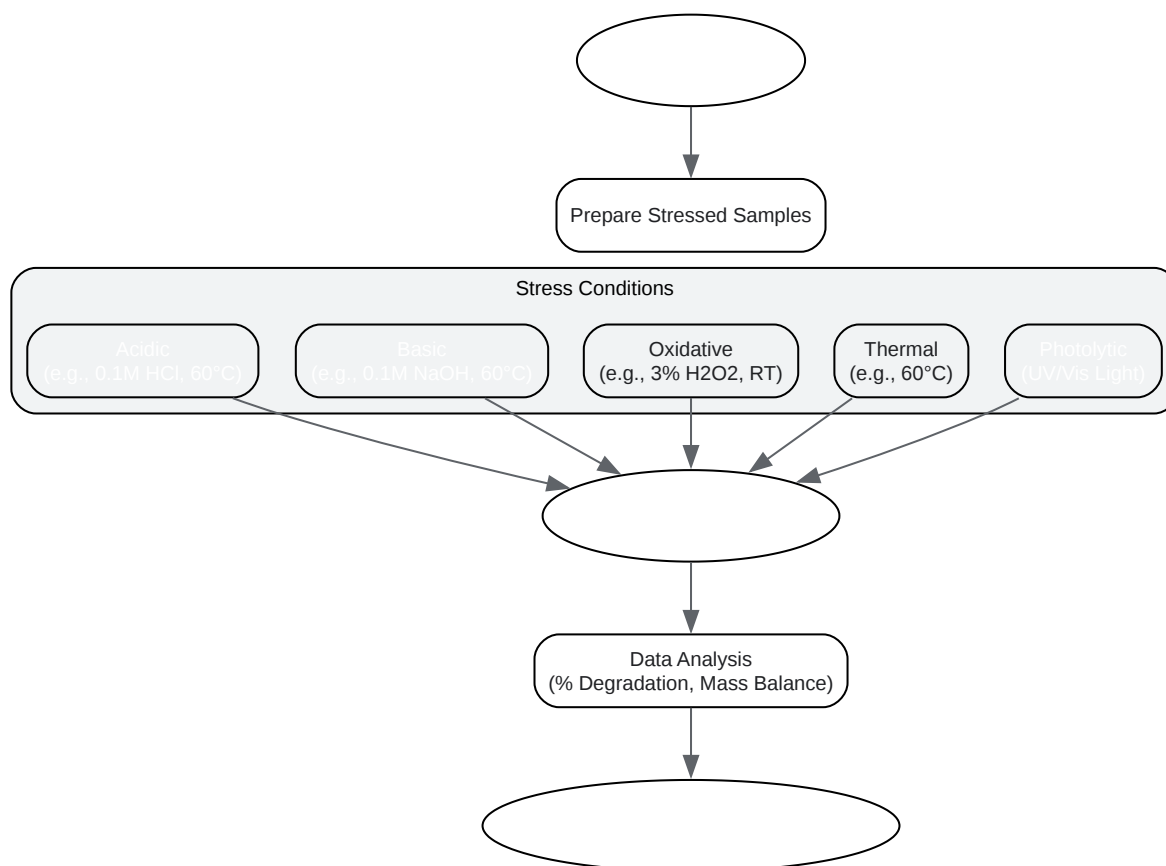 Prepare Stressed Samples
Stress Conditions
Acidic
(e.g., 0.1M HCl, 60°C)
Basic
(e.g., 0.1M NaOH, 60°C)
Oxidative
(e.g., 3% H2O2, RT)
Thermal
(e.g., 60°C)
Photolytic
(UV/Vis Light)
Data Analysis
(% Degradation, Mass Balance)